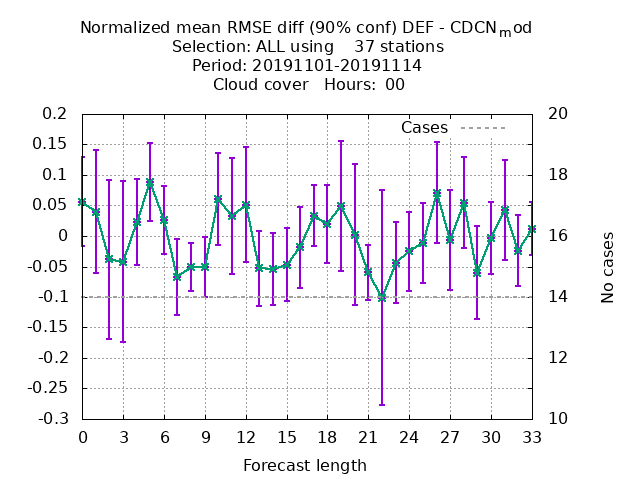 Normalized mean RMSE diff (90% conf) DEF - CDCNmod
Selection: ALL using 37 stations
Period: 20191101-20191114
Cloud cover Hours: 00
Cases
0.2
0.15
0.1
0.05
0
-0.05
-0.1
-0.15
-0.2
-0.25
-0.3
20
18
16
14
12
10
No cases
0 3 6 9 12 15 18 21 24 27 30 33
Forecast length